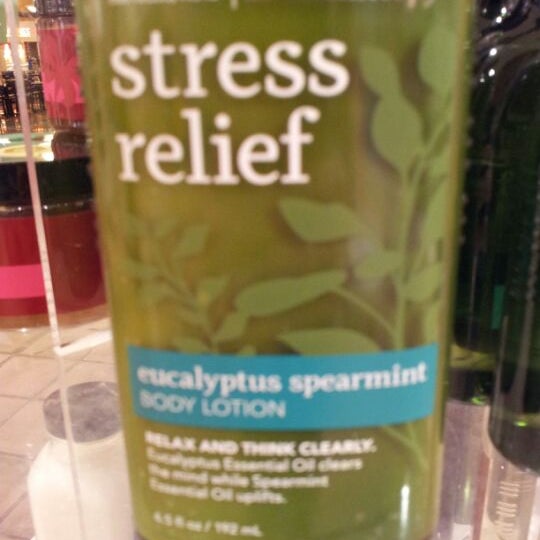 stress
relief
eucalyptus spearmint
BODY LOTION
RELAX AND THINK CLEARLY.
Eucalyptus Essential Oil clears
the mind while Spearmint
Essential Oil uplifts.
6.5 fl oz / 192 mL